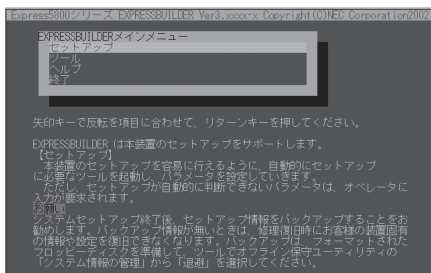 Express5800シリーズ EXPRESSBUILDER Ver3.xxxx-x Copyright(C)NEC Corporation2002
EXPRESSBUILDERメインメニュー
セットアップ
ツール
ヘルプ
終了
矢印キーで反転を項目に合わせて、リターンキーを押してください。
EXPRESSBUILDER は本装置のセットアップをサポートします。
【セットアップ】
本装置のセットアップを容易に行えるように、自動的にセットアップ
に必要なツールを起動し、パラメータを設定していきます。
ただし、セットアップが自動的に判断できないパラメータは、オペレータに
入力が要求されます。
システムセットアップ終了後、セットアップ情報をバックアップすることをお
勧めします。バックアップ情報が無いときは、修理復旧時にお客様の装置固有
の情報や設定を復旧できなくなります。バックアップは、フォーマットされた
フロッピーディスクを準備して、ツールでオフライン保守ユーティリティの
「システム情報の管理」から「退避」を選択してください。